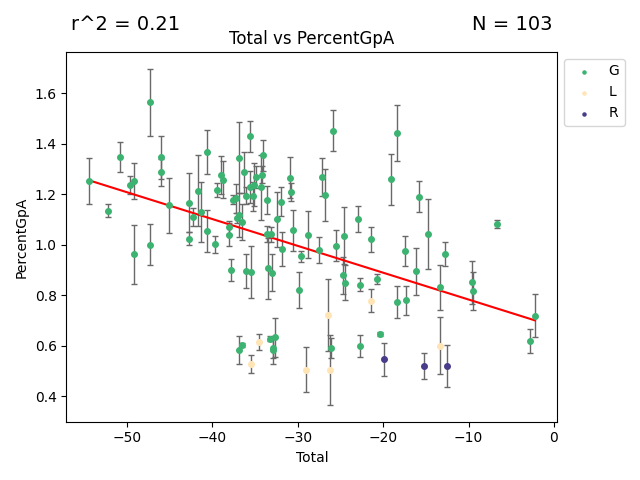 r^2 = 0.21
N = 103
Total vs PercentGpA
G
L
R
PercentGpA
1.6
1.4
1.2
1.0
0.8
0.6
0.4
−50
−40
−30
−20
−10
0
Total